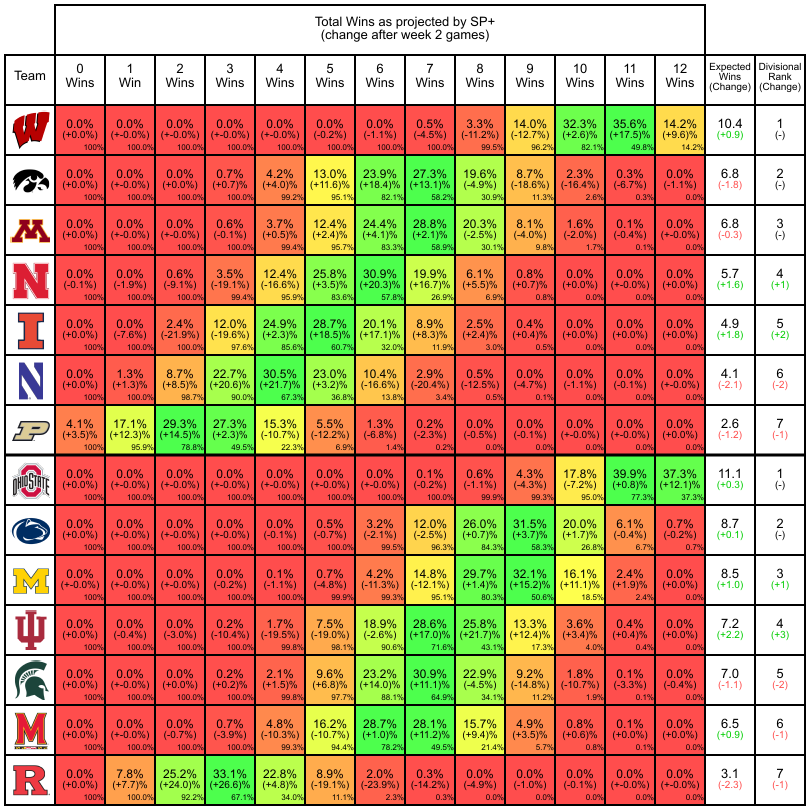 Total Wins as projected by SP+
(change after week 2 games)
Team 0 Wins 1 Win 2 Wins 3 Wins 4 Wins 5 Wins 6 Wins 7 Wins 8 Wins 9 Wins 10 Wins 11 Wins 12 Wins Expected Wins (Change) Divisional Rank (Change)
W 0.0% 0.0% 0.0% 0.0% 0.0% 0.0% 0.0% 0.5% 3.3% 14.0% 32.3% 35.6% 14.2% 10.4 1
(+0.0%) (+-0.0%) (+-0.0%) (+-0.0%) (+-0.0%) (-0.2%) (-1.1%) (-4.5%) (-11.2%) (-12.7%) (+2.6)% (+17.5)% (+9.6)% (+0.9) (-)
100% 100.0% 100.0% 100.0% 100.0% 100.0% 100.0% 100.0% 99.5% 96.2% 82.1% 49.8% 14.2%
0.0% 0.0% 0.0% 0.7% 4.2% 13.0% 23.9% 27.3% 19.6% 8.7% 2.3% 0.3% 0.0% 6.8 2
(+0.0%) (+-0.0%) (+0.0%) (+0.7)% (+4.0)% (+11.6)% (+18.4)% (+13.1)% (-4.9%) (-18.6%) (-16.4%) (-6.7%) (-1.1%) (-1.8) (-)
100% 100.0% 100.0% 100.0% 99.2% 95.1% 82.1% 58.2% 30.9% 11.3% 2.6% 0.3% 0.0%
M 0.0% 0.0% 0.0% 0.6% 3.7% 12.4% 24.4% 28.8% 20.3% 8.1% 1.6% 0.1% 0.0% 6.8 3
(+0.0%) (+-0.0%) (+-0.0%) (-0.1%) (+0.5)% (+2.4)% (+4.1)% (+2.1)% (-2.5%) (-4.0%) (-2.0%) (-0.4%) (+-0.0%) (-0.3) (-)
100% 100.0% 100.0% 100.0% 99.4% 95.7% 83.3% 58.9% 30.1% 9.8% 1.7% 0.1% 0.0%
N 0.0% 0.0% 0.6% 3.5% 12.4% 25.8% 30.9% 19.9% 6.1% 0.8% 0.0% 0.0% 0.0% 5.7 4
(-0.1%) (-1.9%) (-9.1%) (-19.1%) (-16.6%) (+3.5)% (+20.3)% (+16.7)% (+5.5)% (+0.7)% (+0.0%) (+0.0%) (+0.0%) (+1.6) (+1)
100% 100.0% 100.0% 99.4% 95.9% 83.6% 57.8% 26.9% 6.9% 0.8% 0.0% 0.0% 0.0%
I 0.0% 0.0% 2.4% 12.0% 24.9% 28.7% 20.1% 8.9% 2.5% 0.4% 0.0% 0.0% 0.0% 4.9 5
(+0.0%) (-7.6%) (-21.9%) (-19.6%) (+2.3)% (+18.5)% (+17.1)% (+8.3)% (+2.4)% (+0.4)% (+0.0%) (+0.0%) (+0.0%) (+1.8) (+2)
100% 100.0% 100.0% 97.6% 85.6% 60.7% 32.0% 11.9% 3.0% 0.5% 0.0% 0.0% 0.0%
N 0.0% 1.3% 8.7% 22.7% 30.5% 23.0% 10.4% 2.9% 0.5% 0.0% 0.0% 0.0% 0.0% 4.1 6
(+0.0%) (+1.3)% (+8.5)% (+20.6)% (+21.7)% (+3.2)% (-16.6%) (-20.4%) (-12.5%) (-4.7%) (-1.1%) (-0.1%) (+-0.0%) (-2.1) (-2)
100% 100.0% 98.7% 90.0% 67.3% 36.8% 13.8% 3.4% 0.5% 0.1% 0.0% 0.0% 0.0%
P 4.1% 17.1% 29.3% 27.3% 15.3% 5.5% 1.3% 0.2% 0.0% 0.0% 0.0% 0.0% 0.0% 2.6 7
(+3.5)% (+12.3)% (+14.5)% (+2.3)% (-10.7%) (-12.2%) (-6.8%) (-2.3%) (-0.5%) (-0.1%) (+-0.0%) (+-0.0%) (+-0.0%) (-1.2) (-1)
100% 95.9% 78.8% 49.5% 22.3% 6.9% 1.4% 0.2% 0.0% 0.0% 0.0% 0.0% 0.0%
OHIO STATE 0.0% 0.0% 0.0% 0.0% 0.0% 0.0% 0.0% 0.1% 0.6% 4.3% 17.8% 39.9% 37.3% 11.1 1
(+0.0%) (+-0.0%) (+-0.0%) (+-0.0%) (+-0.0%) (+-0.0%) (+-0.0%) (-0.2%) (-1.1%) (-4.3%) (-7.2%) (+0.8)% (+12.1)% (+0.3) (-)
100% 100.0% 100.0% 100.0% 100.0% 100.0% 100.0% 100.0% 99.9% 99.3% 95.0% 77.3% 37.3%
0.0% 0.0% 0.0% 0.0% 0.0% 0.5% 3.2% 12.0% 26.0% 31.5% 20.0% 6.1% 0.7% 8.7 2
(+0.0%) (+-0.0%) (+-0.0%) (+-0.0%) (-0.1%) (-0.7%) (-2.1%) (-2.5%) (+0.7)% (+3.7)% (+1.7)% (-0.4%) (-0.2%) (+0.1) (-)
100% 100.0% 100.0% 100.0% 100.0% 100.0% 99.5% 96.3% 84.3% 58.3% 26.8% 6.7% 0.7%
M 0.0% 0.0% 0.0% 0.0% 0.1% 0.7% 4.2% 14.8% 29.7% 32.1% 16.1% 2.4% 0.0% 8.5 3
(+-0.0%) (+-0.0%) (+-0.0%) (-0.2%) (-1.1%) (-4.8%) (-11.3%) (-12.1%) (+1.4)% (+15.2)% (+11.1)% (+1.9)% (+0.0%) (+1.0) (+1)
100% 100.0% 100.0% 100.0% 100.0% 99.9% 99.3% 95.1% 80.3% 50.6% 18.5% 2.4% 0.0%
IU 0.0% 0.0% 0.0% 0.2% 1.7% 7.5% 18.9% 28.6% 25.8% 13.3% 3.6% 0.4% 0.0% 7.2 4
(+0.0%) (-0.4%) (-3.0%) (-10.4%) (-19.5%) (-19.0%) (-2.6%) (+17.0)% (+21.7)% (+12.4)% (+3.4)% (+0.4)% (+0.0%) (+2.2) (+3)
100% 100.0% 100.0% 100.0% 99.8% 98.1% 90.6% 71.6% 43.1% 17.3% 4.0% 0.4% 0.0%
0.0% 0.0% 0.0% 0.2% 2.1% 9.6% 23.2% 30.9% 22.9% 9.2% 1.8% 0.1% 0.0% 7.0 5
(+0.0%) (+-0.0%) (+-0.0%) (+0.2)% (+1.5)% (+6.8)% (+14.0)% (+11.1)% (-4.5%) (-14.8%) (-10.7%) (-3.3%) (-0.4%) (-1.1) (-2)
100% 100.0% 100.0% 100.0% 99.8% 97.7% 88.1% 64.9% 34.1% 11.2% 1.9% 0.1% 0.0%
M 0.0% 0.0% 0.0% 0.7% 4.8% 16.2% 28.7% 28.1% 15.7% 4.9% 0.8% 0.1% 0.0% 6.5 6
(+0.0%) (+-0.0%) (-0.7%) (-3.9%) (-10.3%) (-10.7%) (+1.0)% (+11.2)% (+9.4)% (+3.5)% (+0.6)% (+0.0)% (+0.0%) (+0.9) (-1)
100% 100.0% 100.0% 100.0% 99.3% 94.4% 78.2% 49.5% 21.4% 5.7% 0.8% 0.1% 0.0%
R 0.0% 7.8% 25.2% 33.1% 22.8% 8.9% 2.0% 0.3% 0.0% 0.0% 0.0% 0.0% 0.0% 3.1 7
(+0.0%) (+7.7)% (+24.0)% (+26.6)% (+4.8)% (-19.1%) (-23.9%) (-14.2%) (-4.9%) (-1.0%) (-0.1%) (+-0.0%) (+0.0%) (-2.3) (-1)
100% 100.0% 92.2% 67.1% 34.0% 11.1% 2.3% 0.3% 0.0% 0.0% 0.0% 0.0% 0.0%